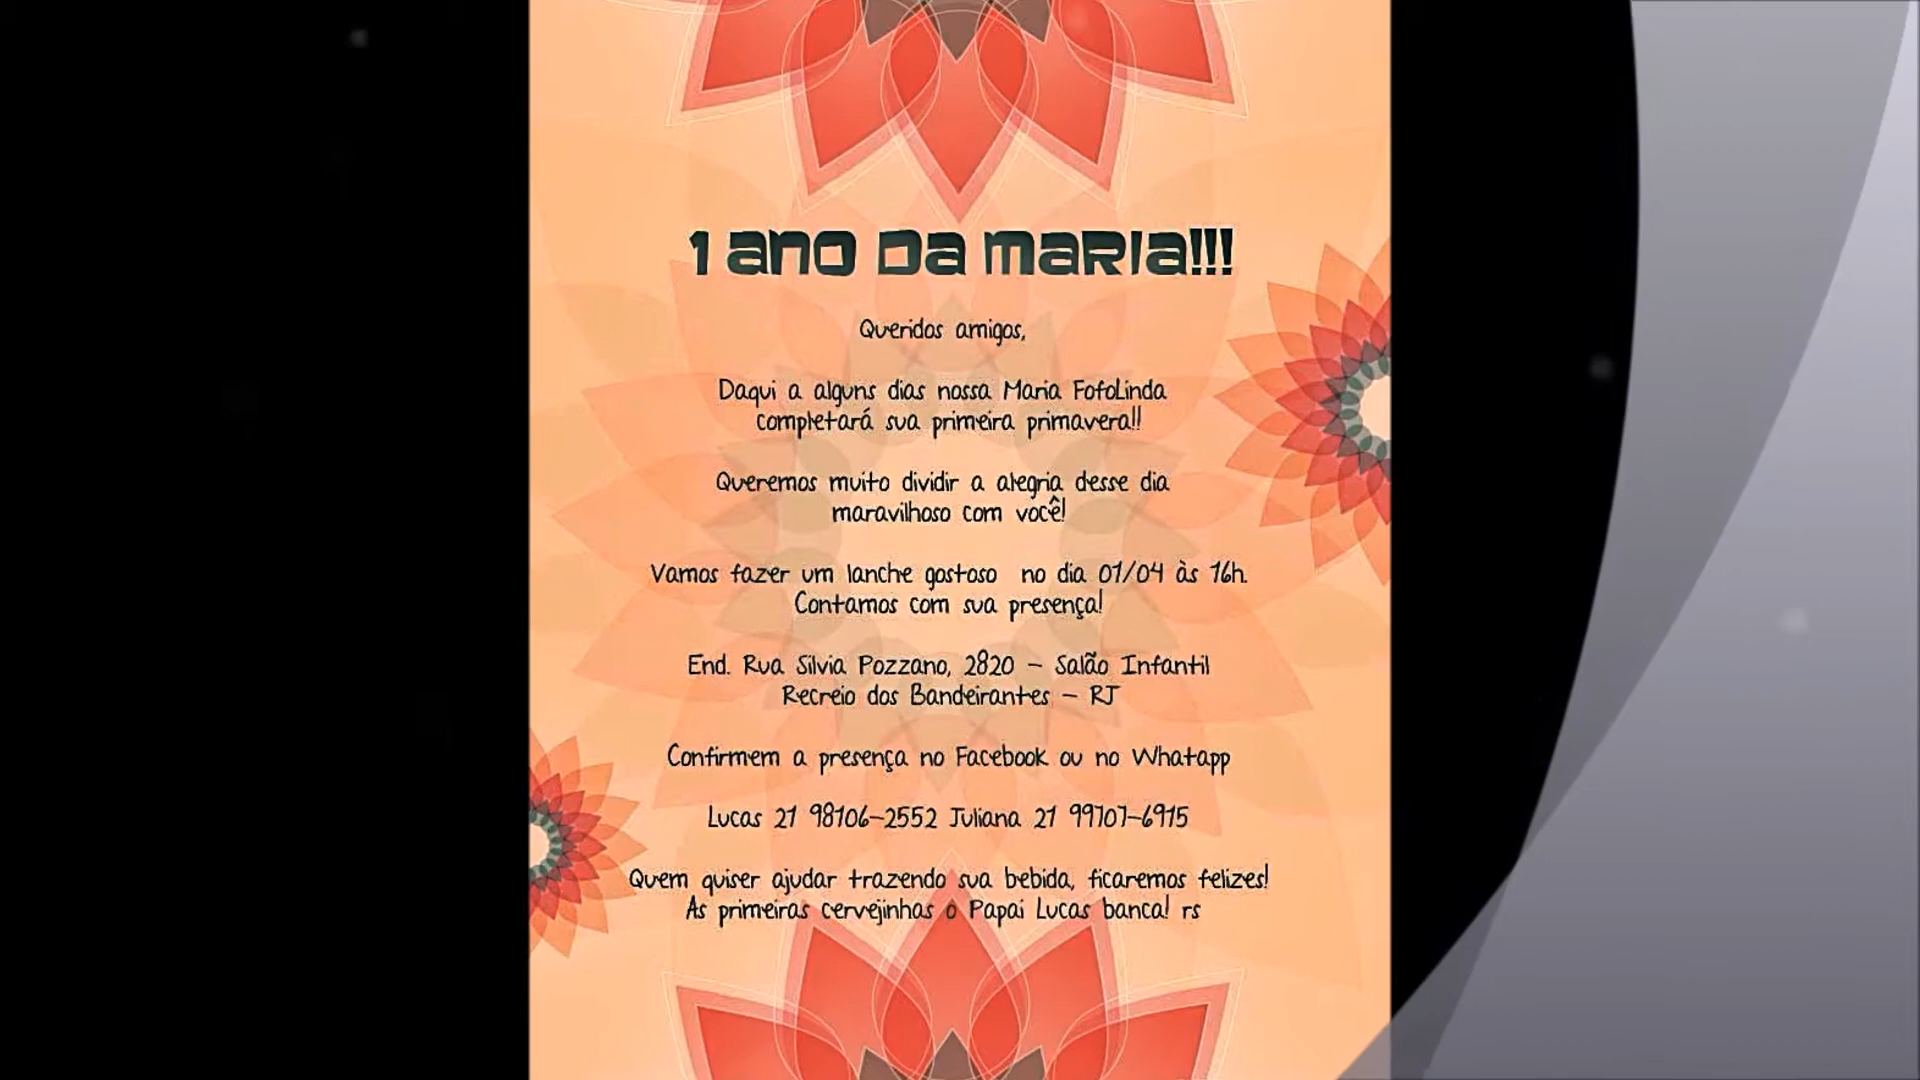 1 ano da maria!!!
Queridos amigos,
Daqui a alguns dias nossa Maria FofoLinda
completará sua primeira primavera!!
Queremos muito dividir a alegria desse dia
maravilhoso com você!
Vamos fazer um lanche gostoso no dia 01/04 às 16h.
Contamos com sua presença!
End. Rua Silvia Pozzano, 2820 - Salão Infantil
Recreio dos Bandeirantes - RJ
Confirmem a presença no Facebook ou no Whatapp
Lucas 21 98106-2552 Juliana 21 99707-6915
Quem quiser ajudar trazendo sua bebida, ficaremos felizes!
As primeiras cervejinhas o Papai Lucas banca! rs